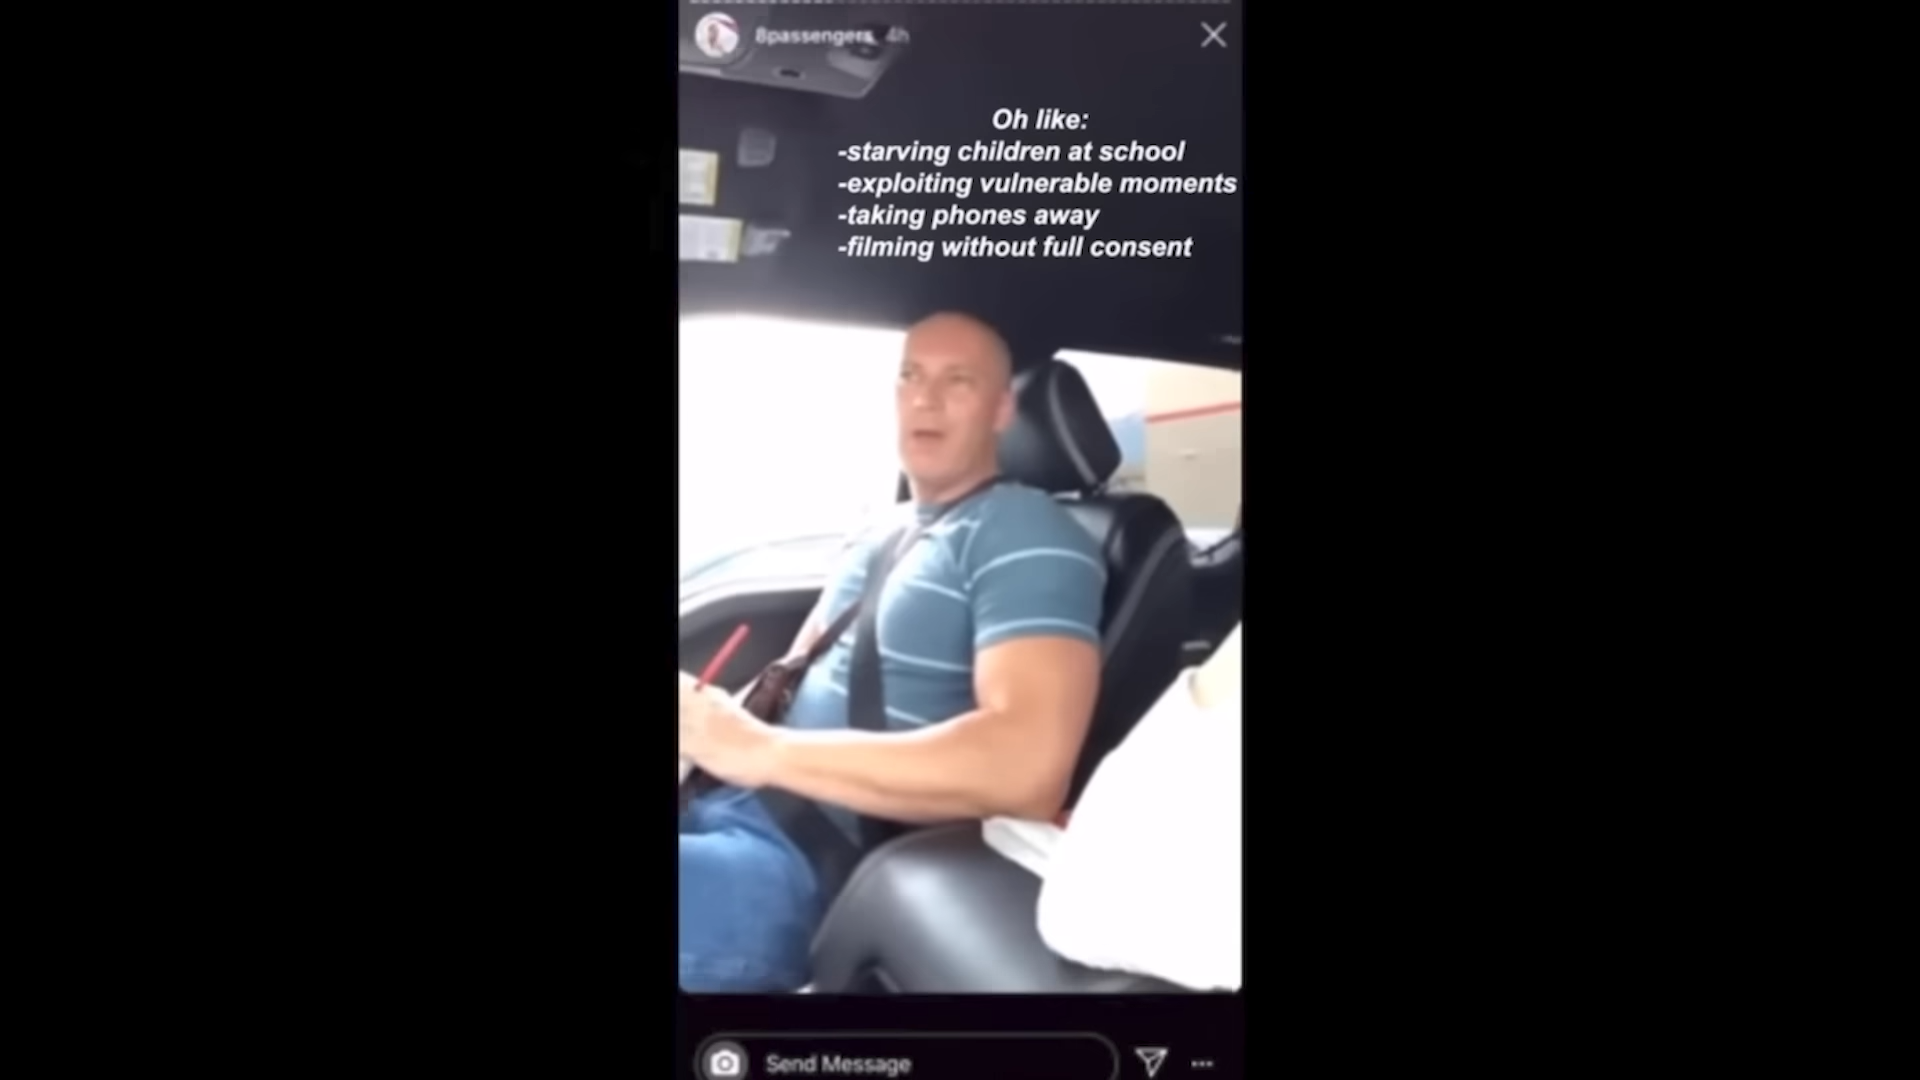 8passengers 4h
Oh like:
-starving children at school
-exploiting vulnerable moments
-taking phones away
-filming without full consent
Send Message